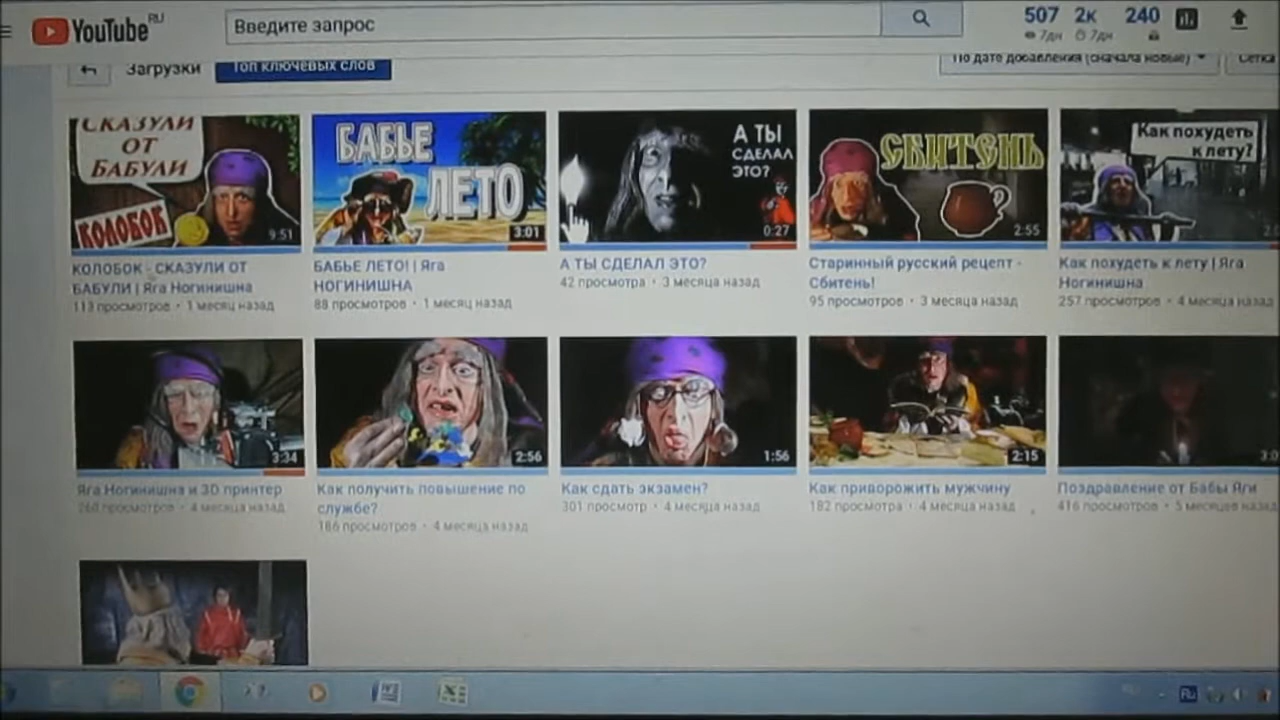 YouTube RU
Введите запрос
507 2к 240
7дн 7дн
Загрузки
Топ ключевых слов
По дате добавления (сначала новые)
Сетка
СКАЗУЛИ
ОТ
БАБУЛИ
КОЛОБОК
9:51
БАБЬЕ
ЛЕТО
3:01
А ТЫ
СДЕЛАЛ
ЭТО?
0:27
СБИТЕНЬ
2:55
Как похудеть
к лету?
КОЛОБОК - СКАЗУЛИ ОТ
БАБУЛИ | Яга Ногинишна
113 просмотров • 1 месяц назад
БАБЬЕ ЛЕТО! | Яга
НОГИНИШНА
88 просмотров • 1 месяц назад
А ТЫ СДЕЛАЛ ЭТО?
42 просмотра • 3 месяца назад
Старинный русский рецепт -
Сбитень!
95 просмотров • 3 месяца назад
Как похудеть к лету | Яга
Ногинишна
257 просмотров • 4 месяца назад
3:34
2:56
1:56
2:15
Яга Ногинишна и 3D принтер
268 просмотров • 4 месяца назад
Как получить повышение по
службе?
186 просмотров • 4 месяца назад
Как сдать экзамен?
301 просмотр • 4 месяца назад
Как приворожить мужчину
182 просмотра • 4 месяца назад
Поздравление от Бабы Яги
416 просмотров • 5 месяцев назад
Ru